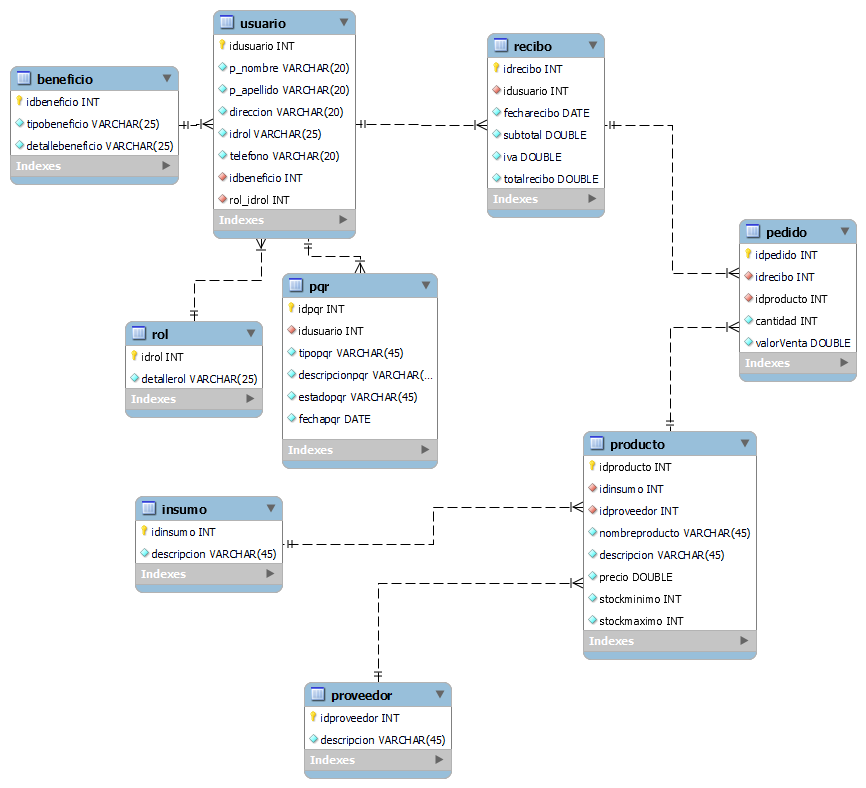 usuario
idusuario INT
p_nombre VARCHAR(20)
p_apellido VARCHAR(20)
direccion VARCHAR(20)
idrol VARCHAR(25)
telefono VARCHAR(20)
idbeneficio INT
rol_idrol INT
Indexes
beneficio
idbeneficio INT
tipobeneficio VARCHAR(25)
detallebeneficio VARCHAR(25)
Indexes
recibo
idrecibo INT
idusuario INT
fecharecibo DATE
subtotal DOUBLE
iva DOUBLE
totalrecibo DOUBLE
Indexes
pedido
idpedido INT
idrecibo INT
idproducto INT
cantidad INT
valorVenta DOUBLE
Indexes
pqr
idpqr INT
idusuario INT
tipopqr VARCHAR(45)
descripcionpqr VARCHAR(...
estadopqr VARCHAR(45)
fechapqr DATE
Indexes
rol
idrol INT
detallerol VARCHAR(25)
Indexes
producto
idproducto INT
idinsumo INT
idproveedor INT
nombreproducto VARCHAR(45)
descripcion VARCHAR(45)
precio DOUBLE
stockminimo INT
stockmaximo INT
Indexes
insumo
idinsumo INT
descripcion VARCHAR(45)
Indexes
proveedor
idproveedor INT
descripcion VARCHAR(45)
Indexes